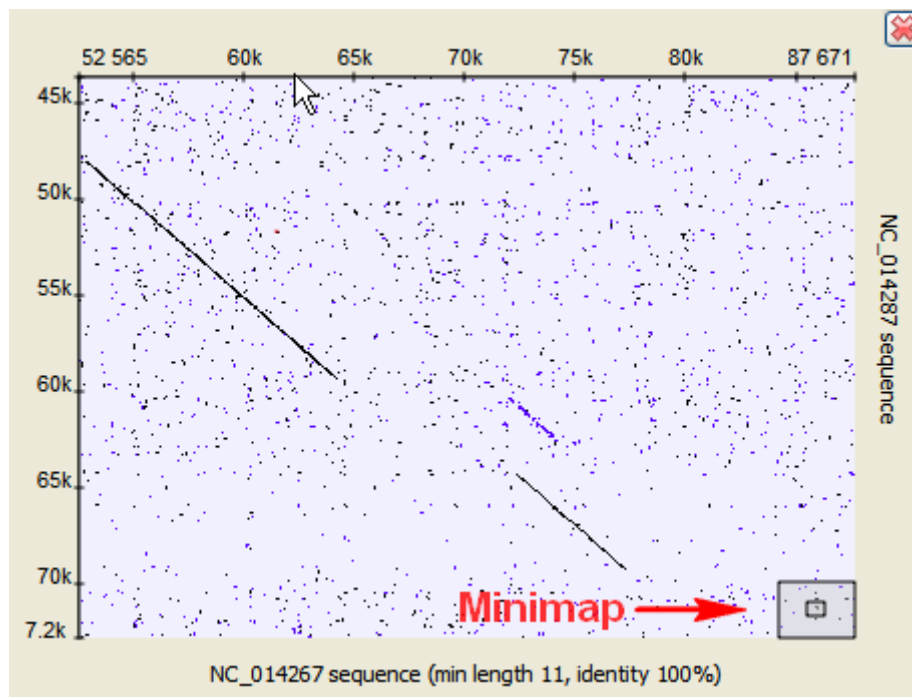 52 565 60k 65k 70k 75k 80k 87 671
45k
50k
55k
60k
65k
70k
7.2k
NC_014287 sequence
Minimap
NC_014267 sequence (min length 11, identity 100%)